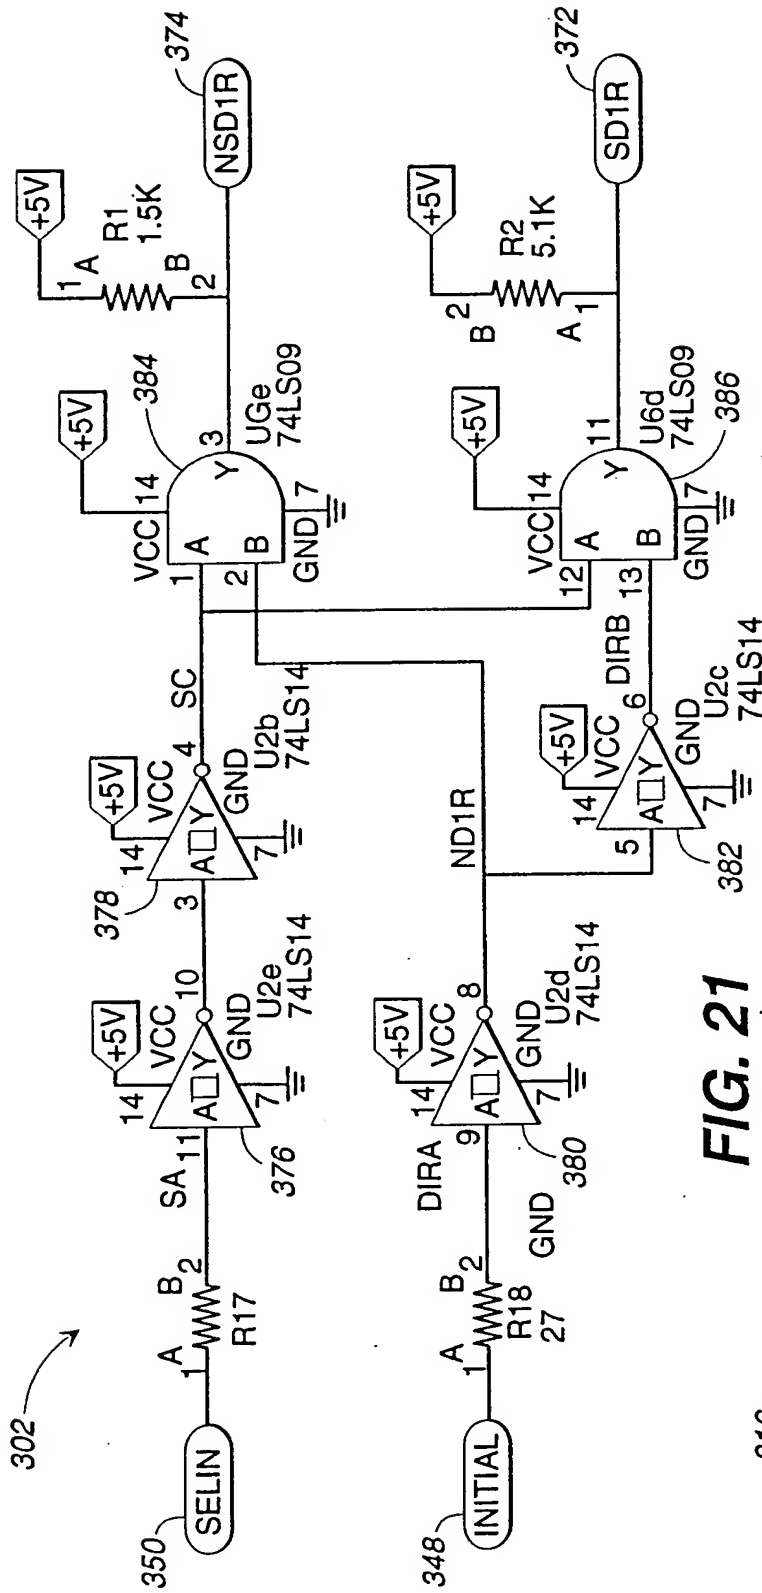 302
350
SELIN
1
A
R17
B
2
SA
11
376
14
+5V
VCC
A
Y
7
GND
U2e
74LS14
10
3
378
14
+5V
VCC
A
Y
7
GND
U2b
74LS14
4
SC
1
2
VCC
14
+5V
384
A
B
Y
GND
7
3
UGe
74LS09
+5V
1
A
R1
1.5K
B
2
NSD1R
374
348
INITIAL
1
A
R18
27
B
2
GND
DIRA
9
380
14
+5V
VCC
A
Y
7
GND
U2d
74LS14
8
ND1R
5
382
14
+5V
VCC
A
Y
7
GND
U2c
74LS14
6
DIRB
12
13
VCC
14
+5V
A
B
Y
GND
7
11
U6d
74LS09
386
+5V
2
B
R2
5.1K
A
1
SD1R
372
FIG. 21